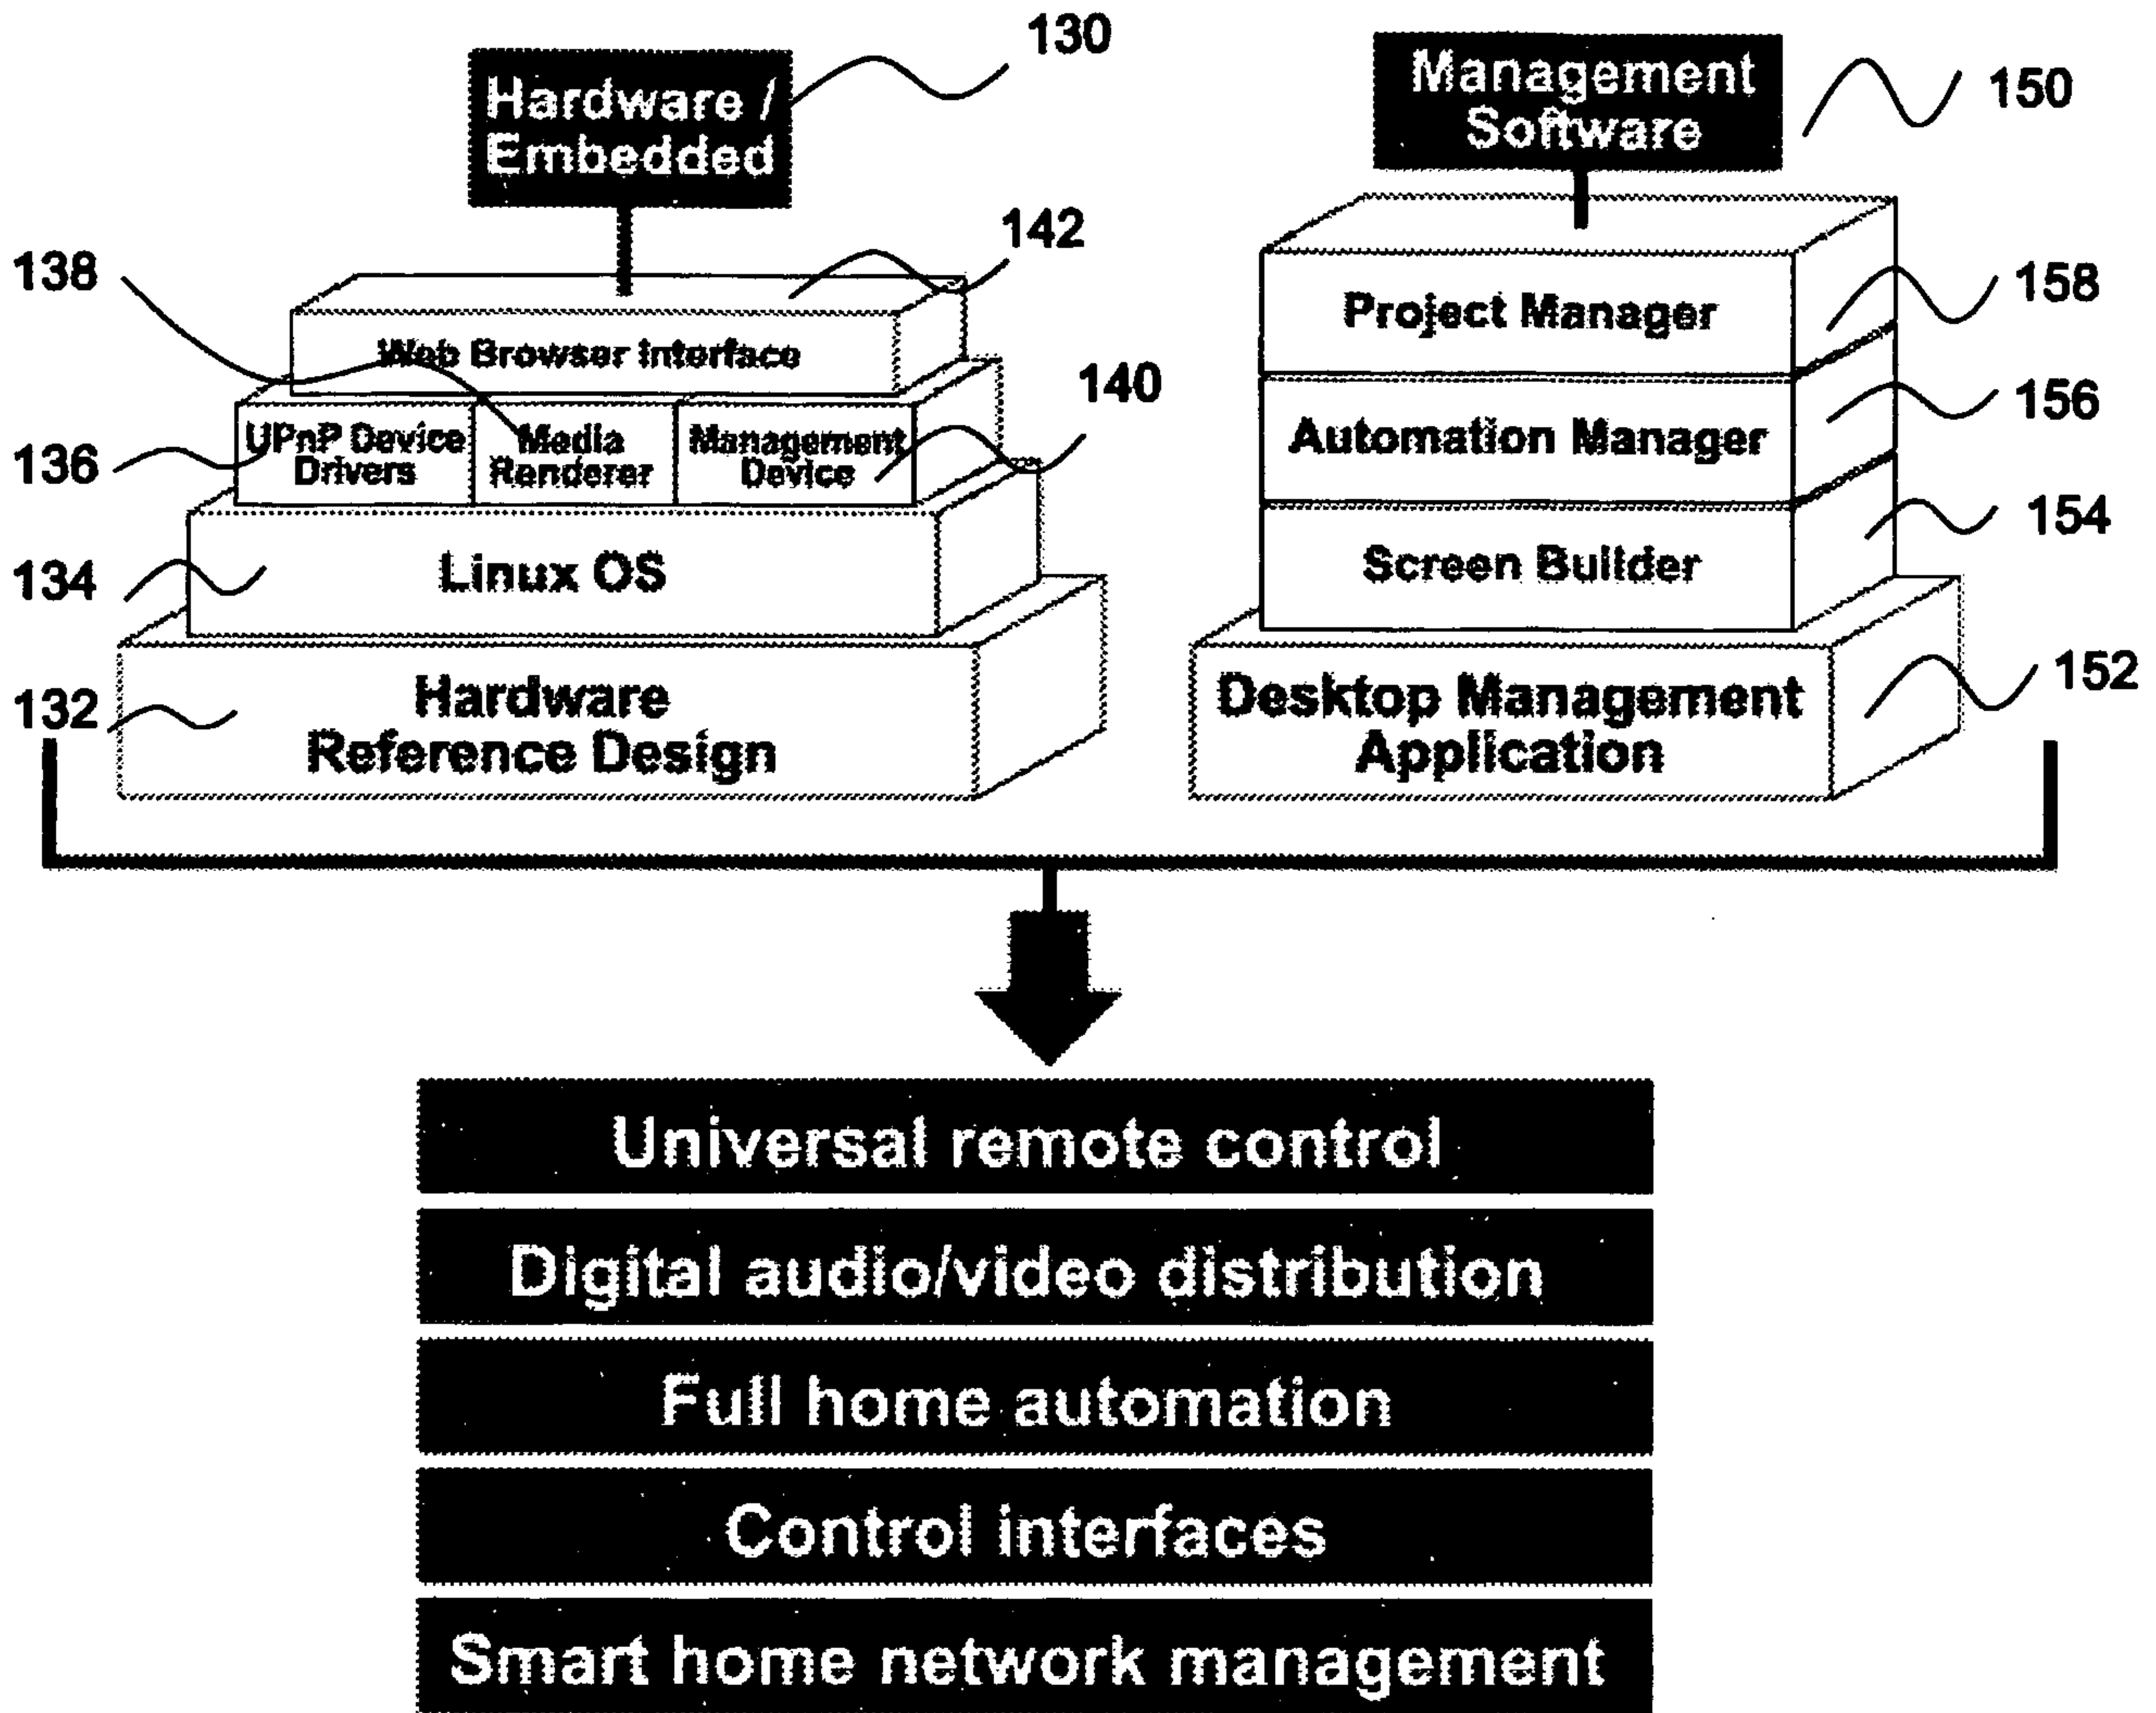 130
Hardware /
Embedded
Management
Software
150
142
138
Web Browser Interface
158
Project Manager
140
156
136
UPnP Device
Drivers
Media
Renderer
Management
Device
Automation Manager
154
134
Linux OS
Screen Builder
132
Hardware
Reference Design
152
Desktop Management
Application
Universal remote control
Digital audio/video distribution
Full home automation
Control interfaces
Smart home network management